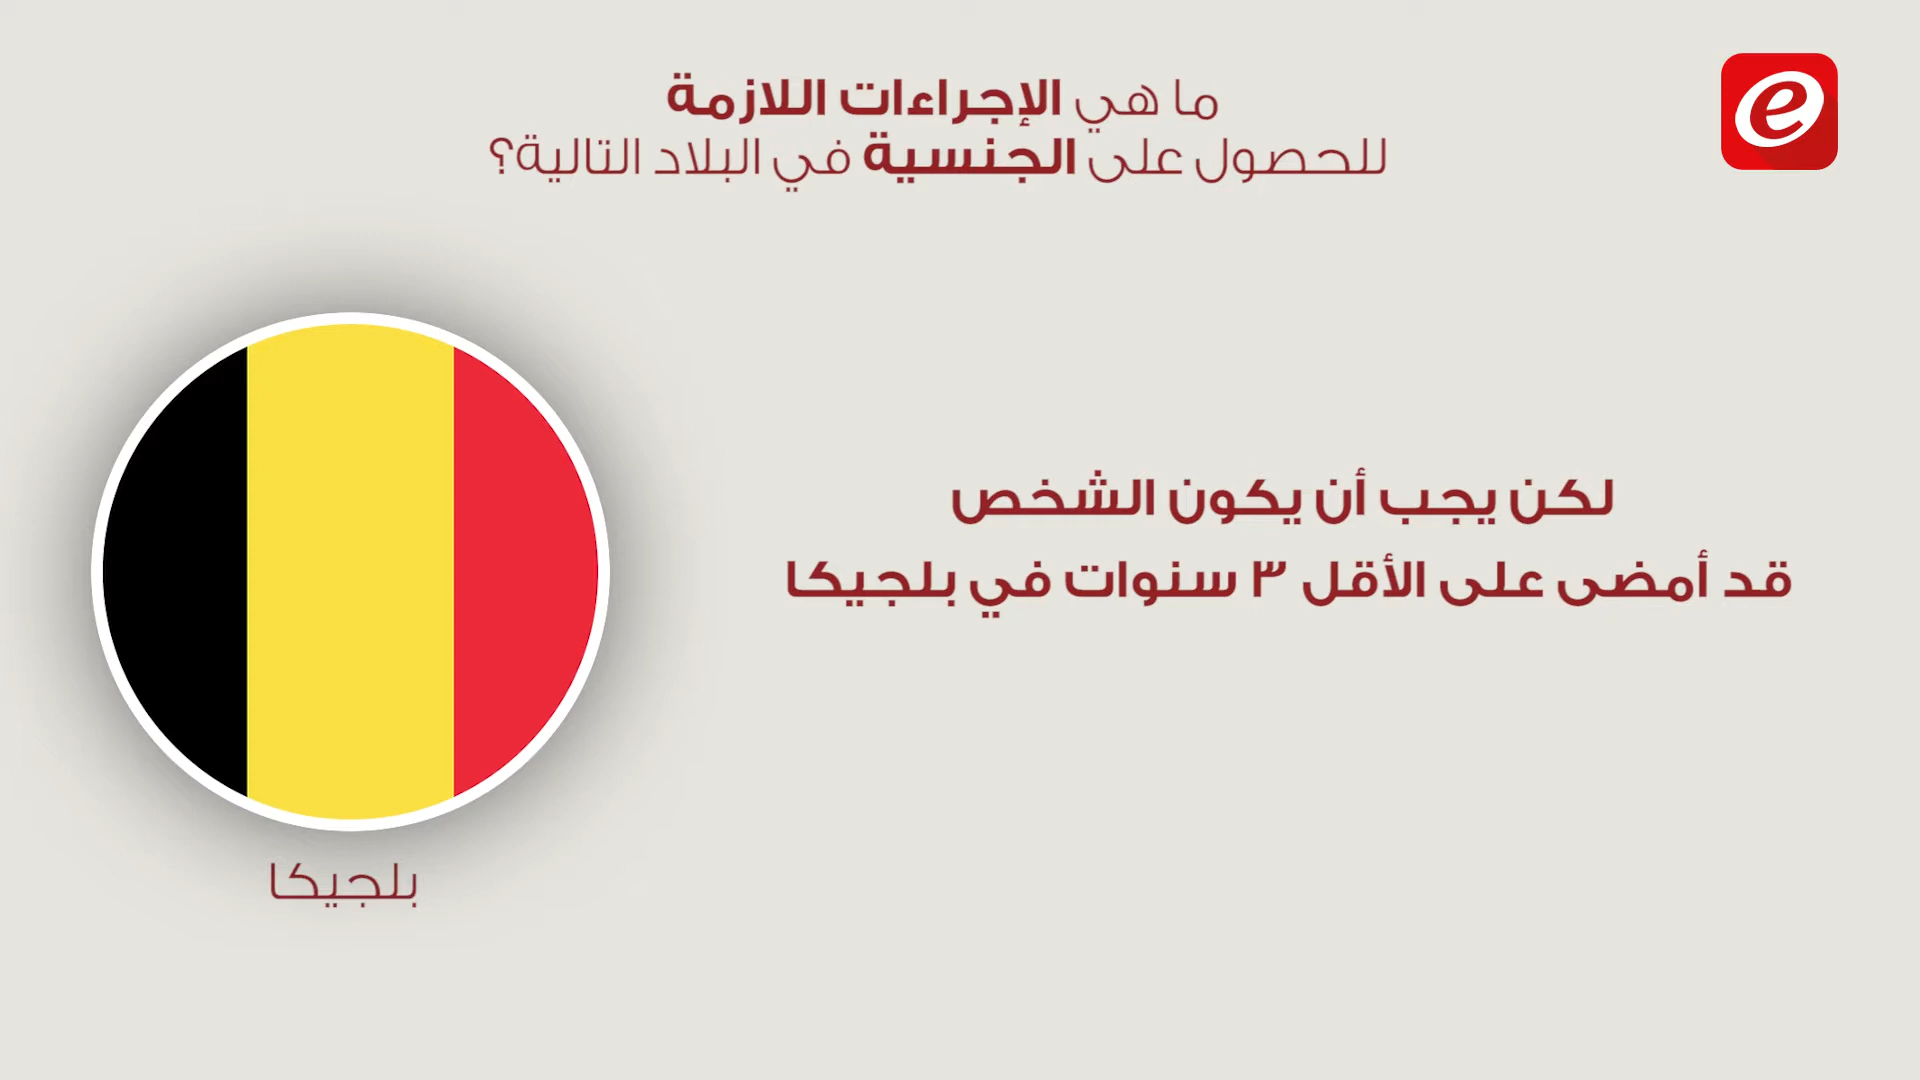 ما هي الإجراءات اللازمة
للحصول على الجنسية في البلاد التالية؟
e
لكن يجب أن يكون الشخص
قد أمضى على الأقل ٣ سنوات في بلجيكا
بلجيكا